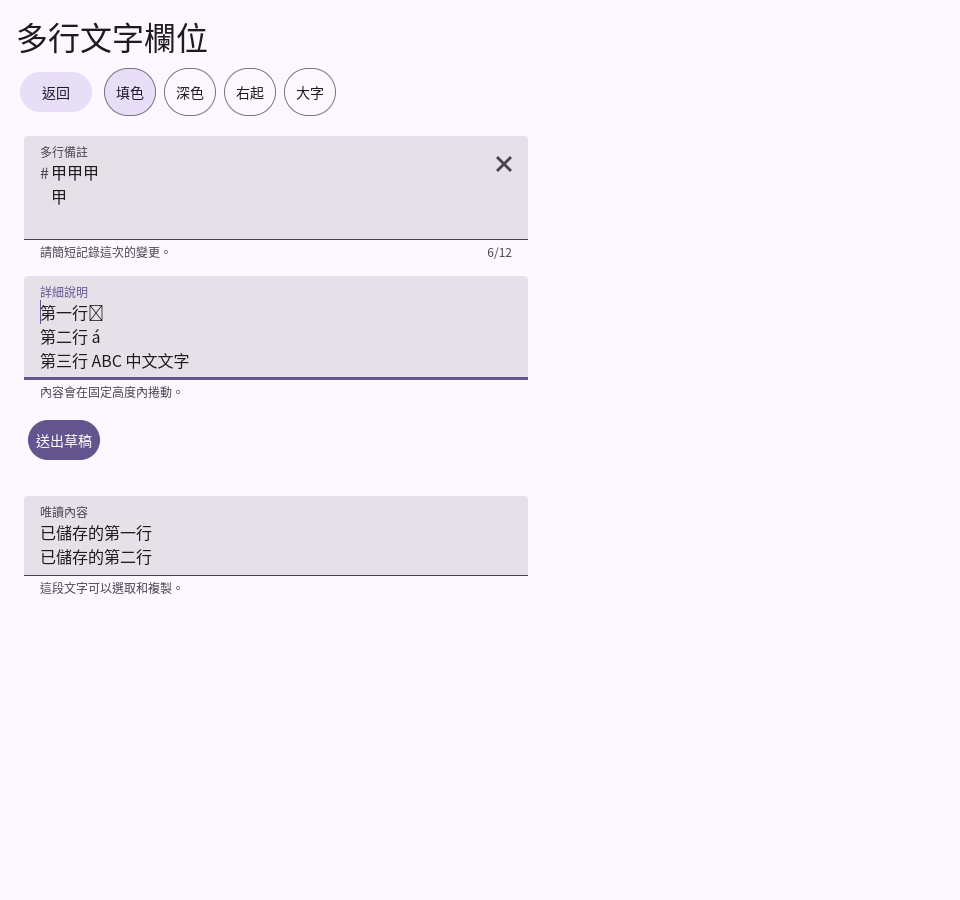 多行文字欄位
返回 填色 深色 右起 大字
多行備註
# 甲甲甲
甲
請簡短記錄這次的變更。 6/12
詳細說明
第一行
第二行 á
第三行 ABC 中文文字
內容會在固定高度內捲動。
送出草稿
唯讀內容
已儲存的第一行
已儲存的第二行
這段文字可以選取和複製。